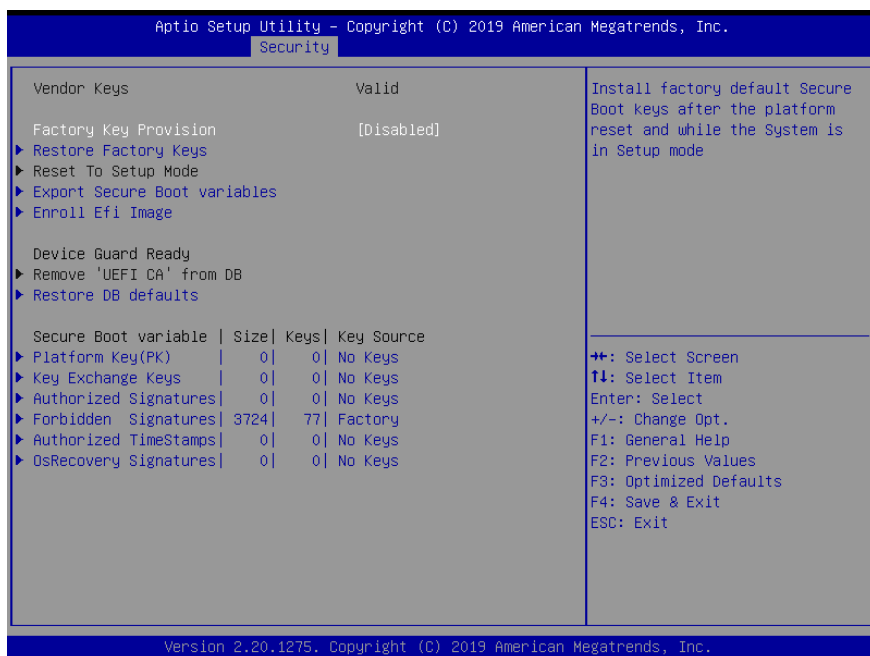 Aptio Setup Utility – Copyright (C) 2019 American Megatrends, Inc.
Security
Vendor Keys Valid
Factory Key Provision [Disabled]
▶ Restore Factory Keys
▶ Reset To Setup Mode
▶ Export Secure Boot variables
▶ Enroll Efi Image
Device Guard Ready
▶ Remove 'UEFI CA' from DB
▶ Restore DB defaults
Secure Boot variable | Size| Keys| Key Source
▶ Platform Key(PK) | 0| 0| No Keys
▶ Key Exchange Keys | 0| 0| No Keys
▶ Authorized Signatures| 0| 0| No Keys
▶ Forbidden Signatures| 3724| 77| Factory
▶ Authorized TimeStamps| 0| 0| No Keys
▶ OsRecovery Signatures| 0| 0| No Keys
Install factory default Secure
Boot keys after the platform
reset and while the System is
in Setup mode
→←: Select Screen
↑↓: Select Item
Enter: Select
+/-: Change Opt.
F1: General Help
F2: Previous Values
F3: Optimized Defaults
F4: Save & Exit
ESC: Exit
Version 2.20.1275. Copyright (C) 2019 American Megatrends, Inc.